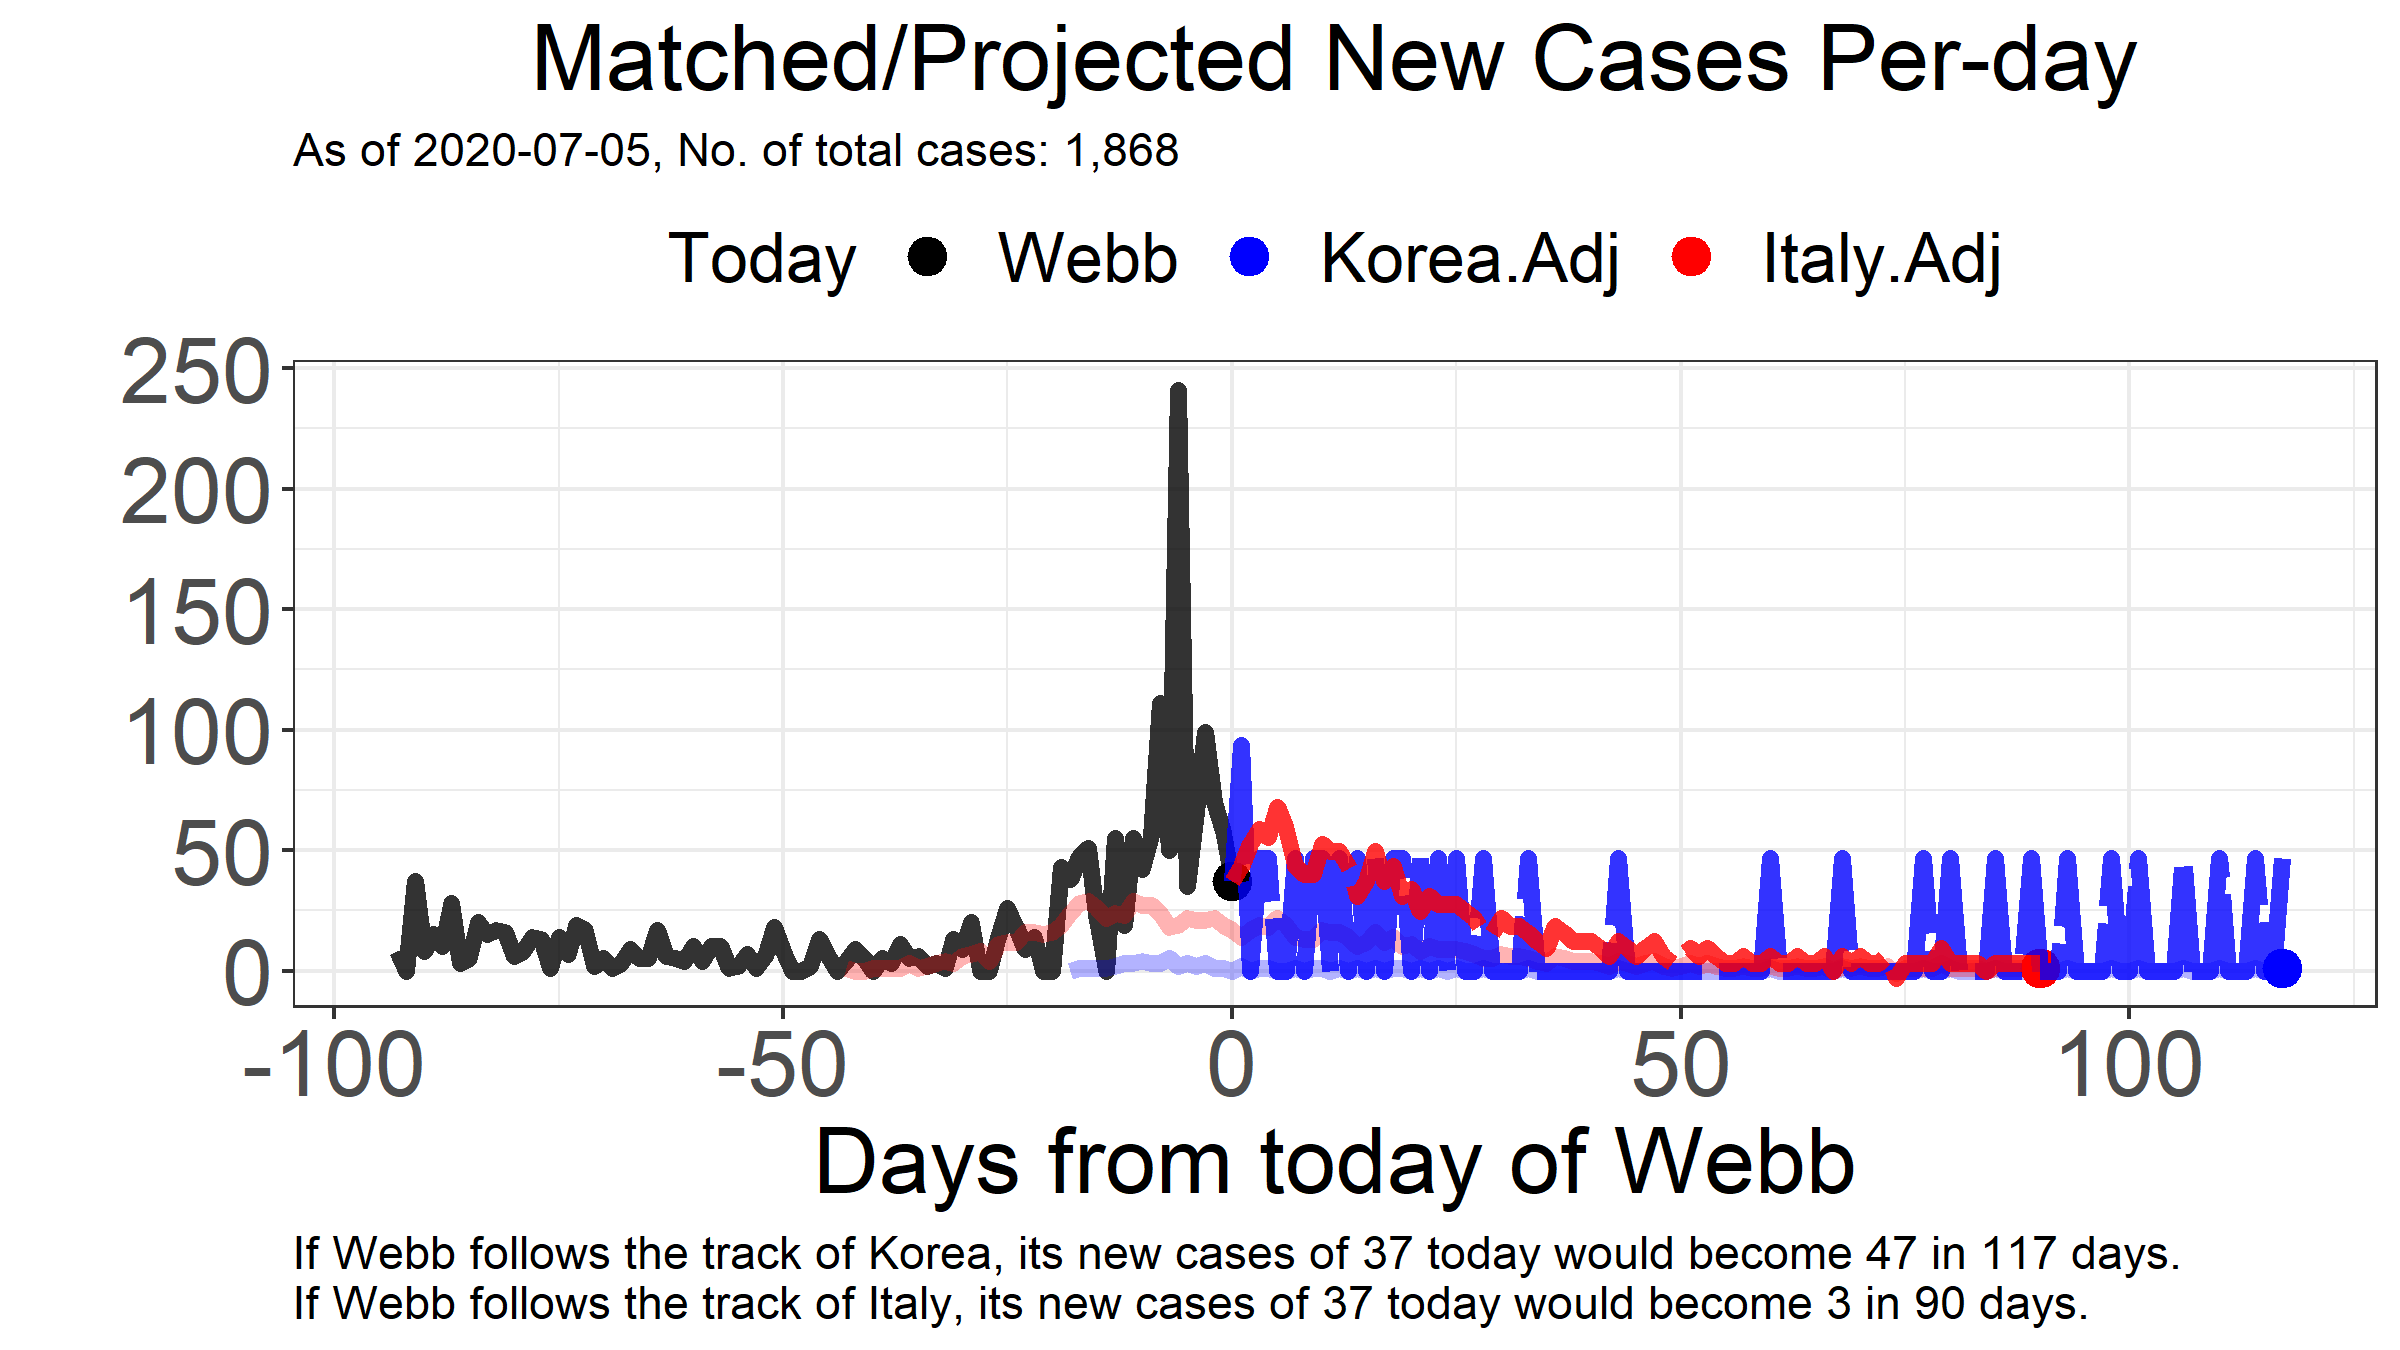 Matched/Projected New Cases Per-day
As of 2020-07-05, No. of total cases: 1,868
Today Webb Korea.Adj Italy.Adj
250
200
150
100
50
0
-100 -50 0 50 100
Days from today of Webb
If Webb follows the track of Korea, its new cases of 37 today would become 47 in 117 days.
If Webb follows the track of Italy, its new cases of 37 today would become 3 in 90 days.